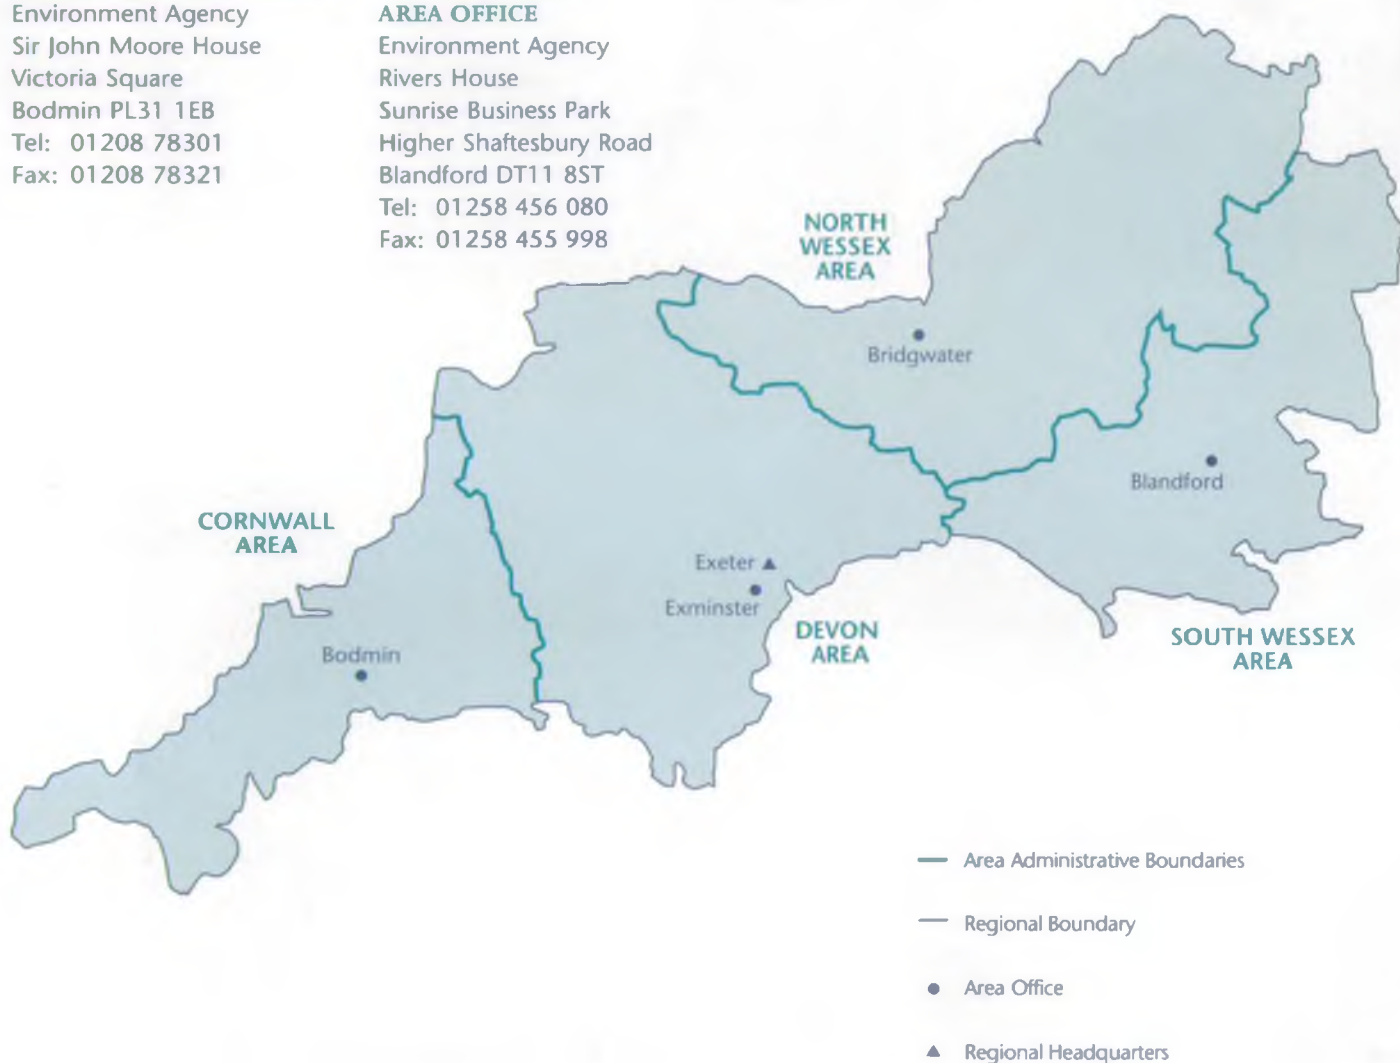 Environment Agency
Sir John Moore House
Victoria Square
Bodmin PL31 1EB
Tel: 01208 78301
Fax: 01208 78321
AREA OFFICE
Environment Agency
Rivers House
Sunrise Business Park
Higher Shaftesbury Road
Blandford DT11 8ST
Tel: 01258 456 080
Fax: 01258 455 998
NORTH
WESSEX
AREA
Bridgwater
Blandford
CORNWALL
AREA
Exeter
Exminster
DEVON
AREA
SOUTH WESSEX
AREA
Bodmin
Area Administrative Boundaries
Regional Boundary
Area Office
Regional Headquarters